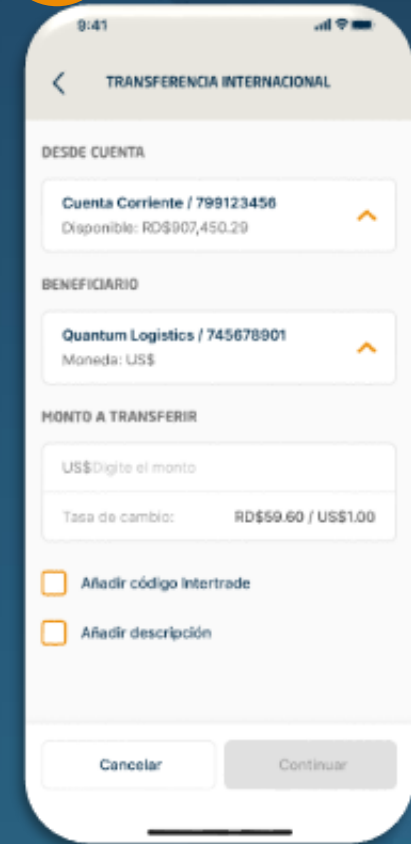 9:41
TRANSFERENCIA INTERNACIONAL
DESDE CUENTA
Cuenta Corriente / 799123456
Disponible: RD$907,450.29
BENEFICIARIO
Quantum Logistics / 745678901
Moneda: US$
MONTO A TRANSFERIR
US$Digite el monto
Tasa de cambio: RD$59.60 / US$1.00
Añadir código Intertrade
Añadir descripción
Cancelar Continuar